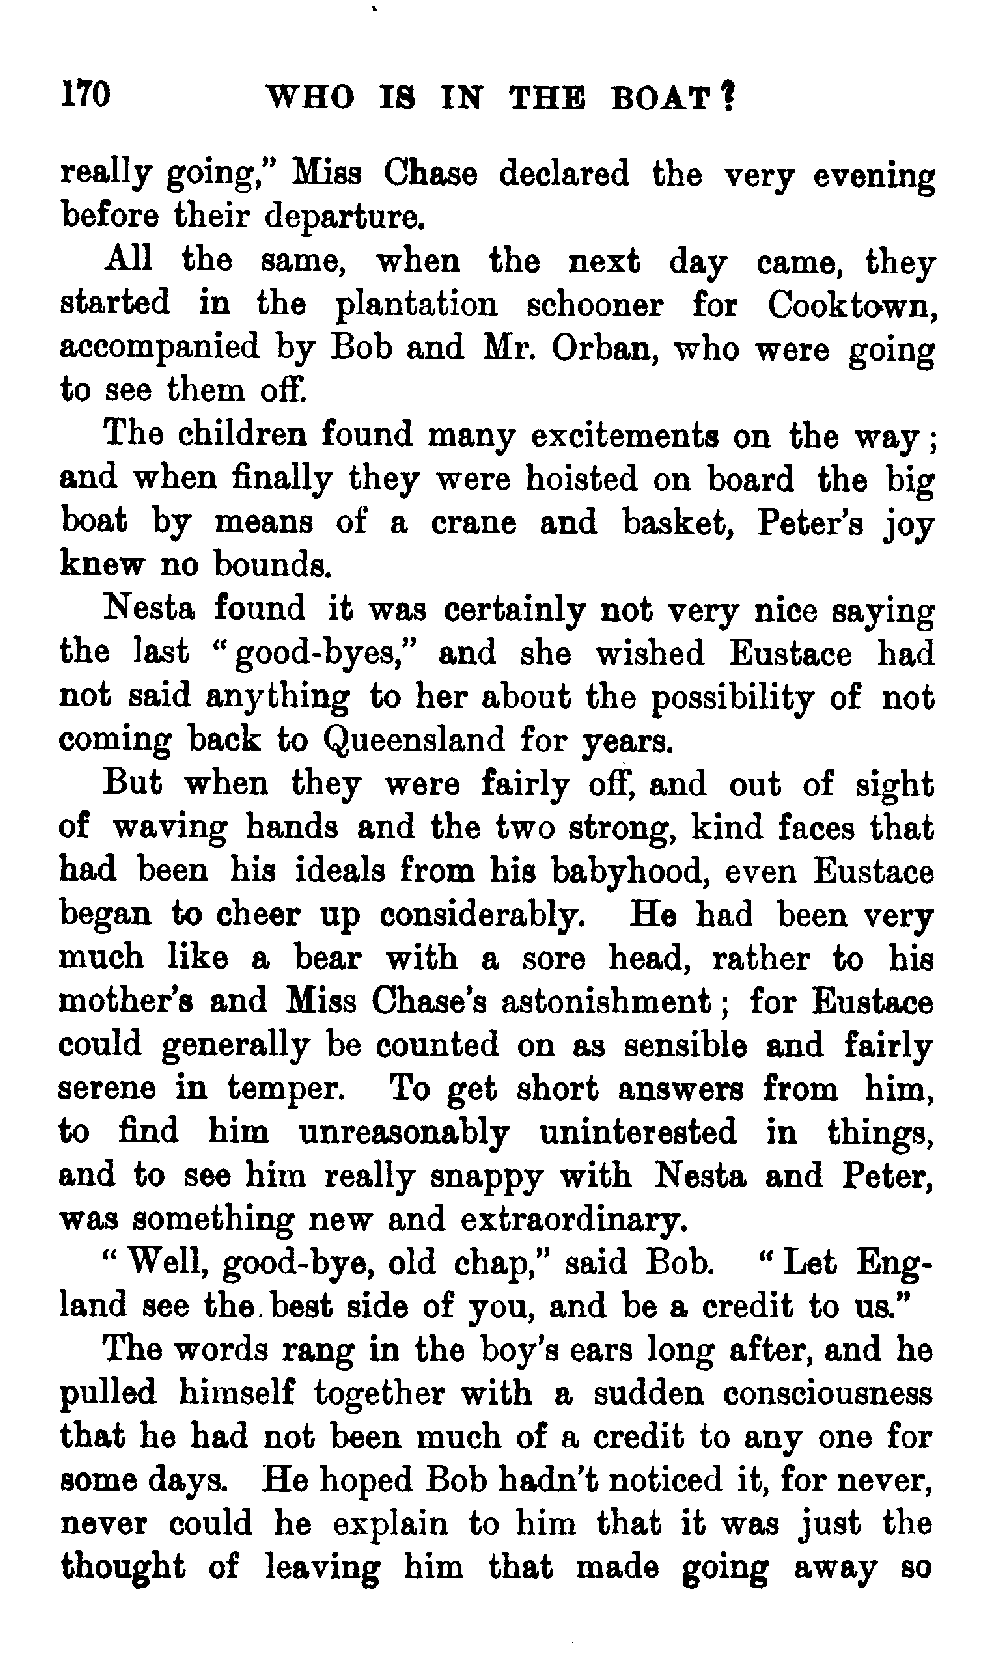 170 WHO IS IN THE BOAT?
really going,” Miss Chase declared the very evening
before their departure.
All the same, when the next day came, they
started in the plantation schooner for Cooktown,
accompanied by Bob and Mr. Orban, who were going
to see them off.
The children found many excitements on the way;
and when finally they were hoisted on board the big
boat by means of a crane and basket, Peter’s joy
knew no bounds.
Nesta found it was certainly not very nice saying
the last “good-byes,” and she wished Eustace had
not said anything to her about the possibility of not
coming back to Queensland for years.
But when they were fairly off, and out of sight
of waving hands and the two strong, kind faces that
had been his ideals from his babyhood, even Eustace
began to cheer up considerably. He had been very
much like a bear with a sore head, rather to his
mother’s and Miss Chase’s astonishment; for Eustace
could generally be counted on as sensible and fairly
serene in temper. To get short answers from him,
to find him unreasonably uninterested in things,
and to see him really snappy with Nesta and Peter,
was something new and extraordinary.
“Well, good-bye, old chap,” said Bob. “Let Eng-
land see the best side of you, and be a credit to us.”
The words rang in the boy’s ears long after, and he
pulled himself together with a sudden consciousness
that he had not been much of a credit to any one for
some days. He hoped Bob hadn’t noticed it, for never,
never could he explain to him that it was just the
thought of leaving him that made going away so